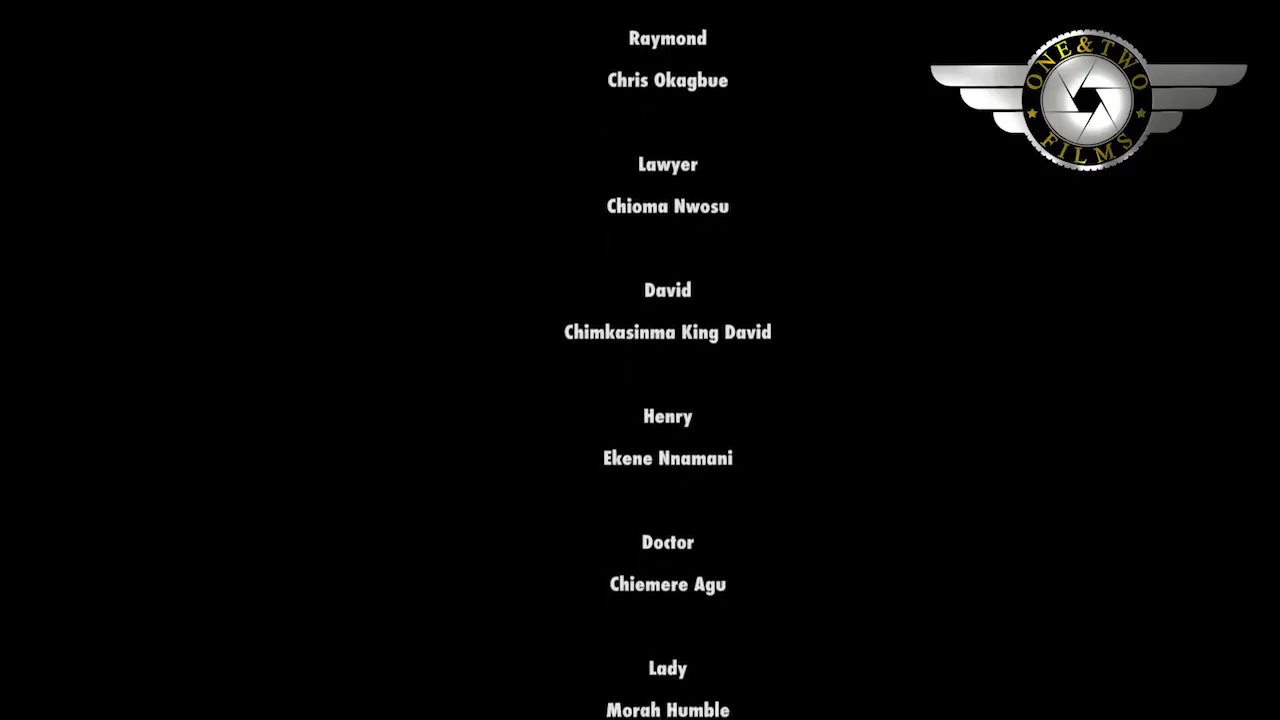 Raymond
Chris Okagbue
Lawyer
Chioma Nwosu
David
Chimkasinma King David
Henry
Ekene Nnamani
Doctor
Chiemere Agu
Lady
Morah Humble
ONE & TWO
FILMS